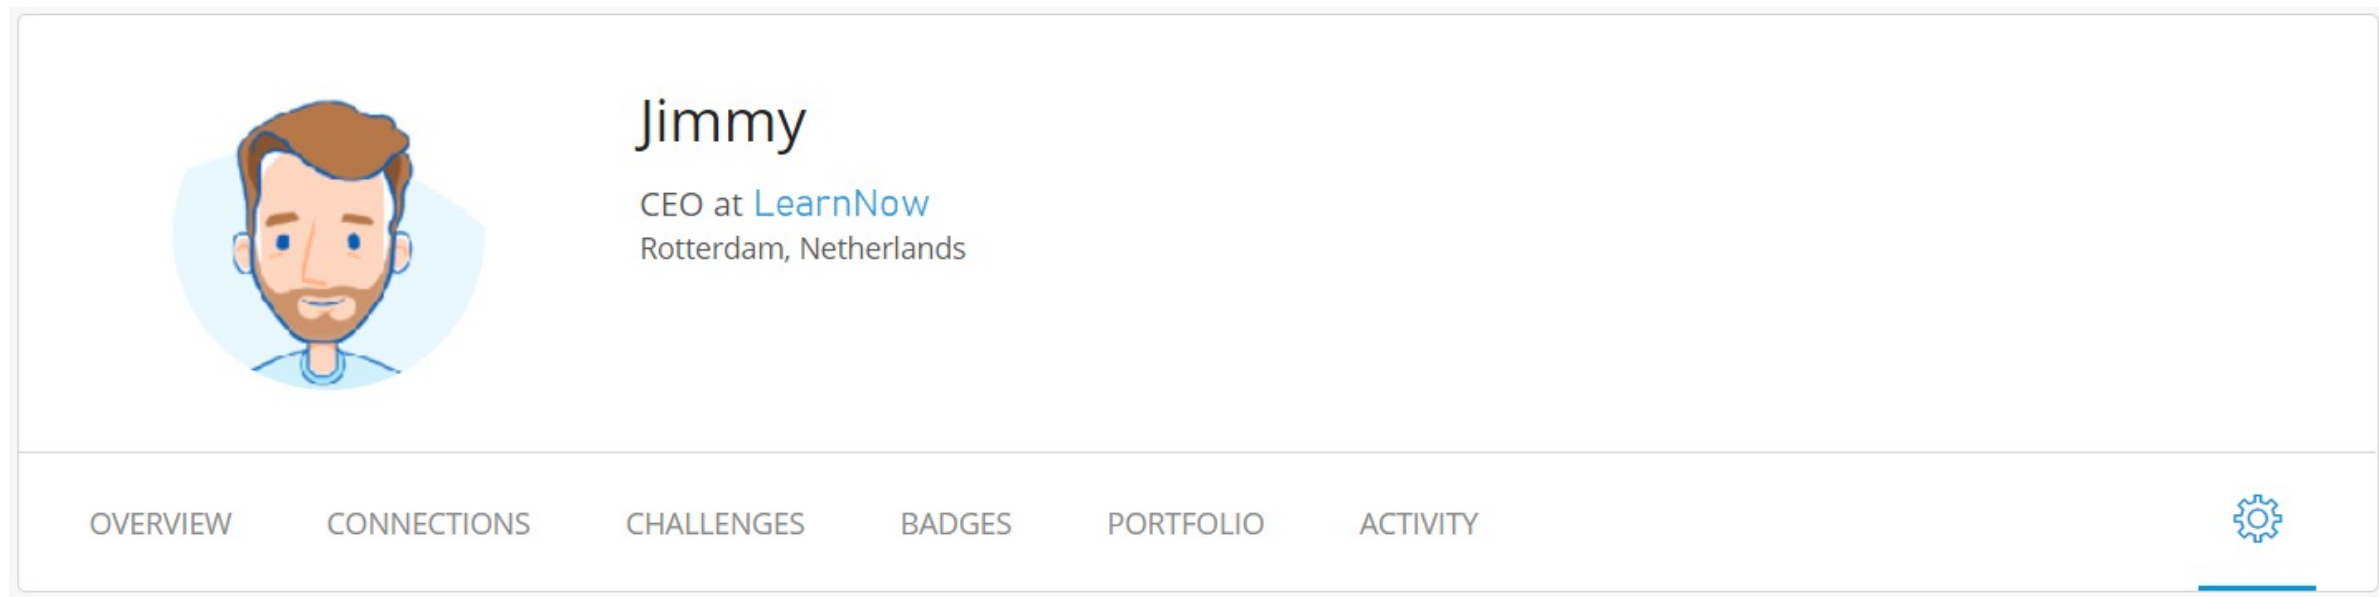 Jimmy
CEO at LearnNow
Rotterdam, Netherlands
OVERVIEW CONNECTIONS CHALLENGES BADGES PORTFOLIO ACTIVITY